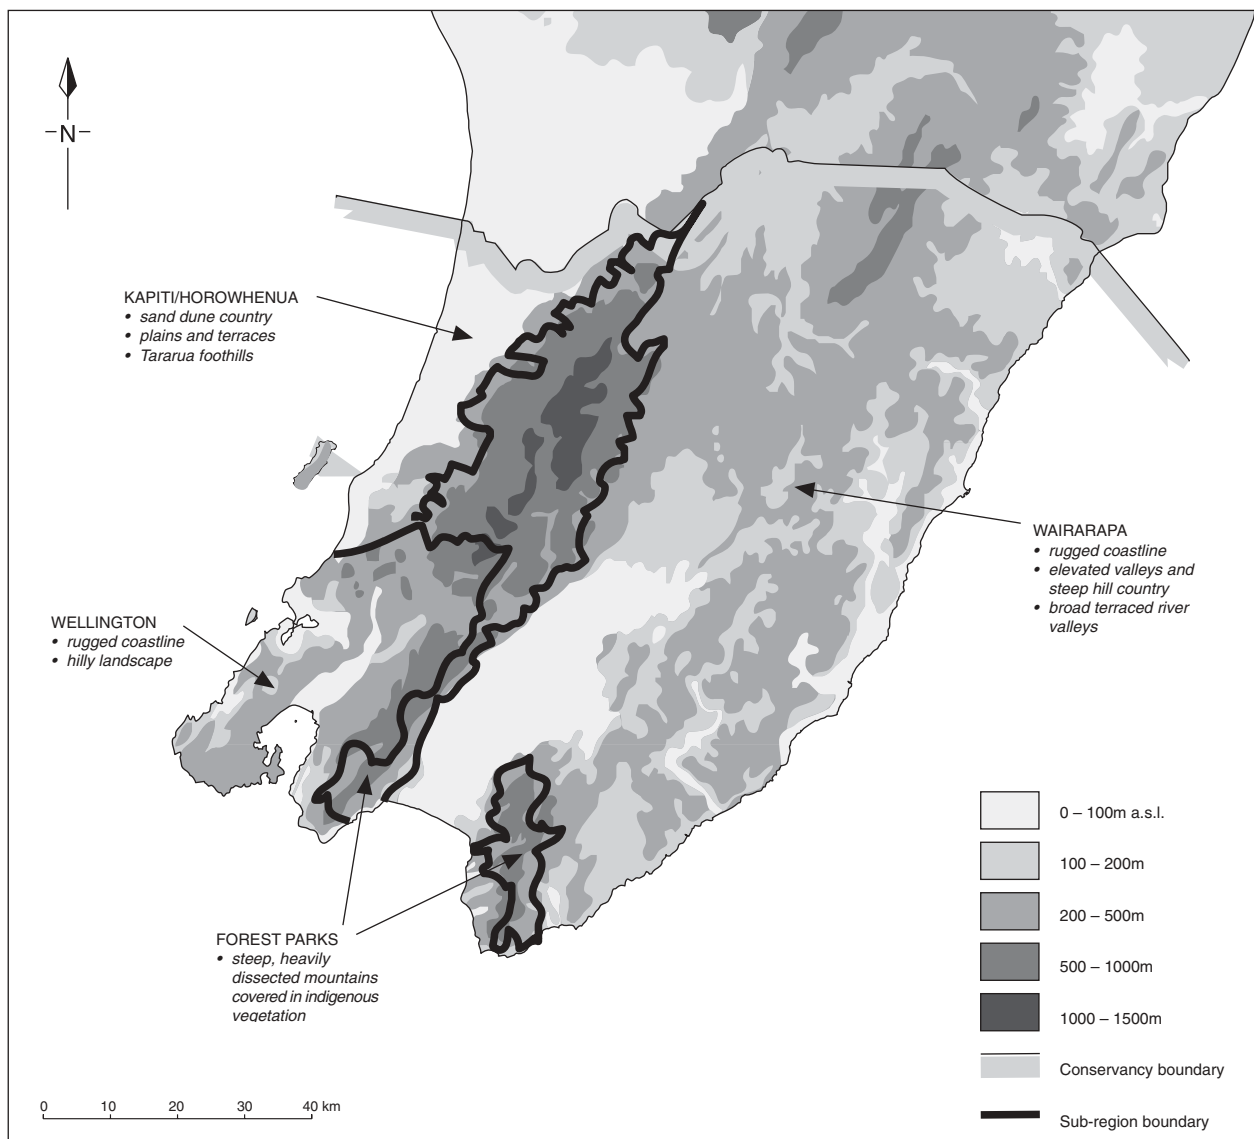 N
KAPITI/HOROWHENUA
• sand dune country
• plains and terraces
• Tararua foothills
WAIRARAPA
• rugged coastline
• elevated valleys and
steep hill country
• broad terraced river
valleys
WELLINGTON
• rugged coastline
• hilly landscape
FOREST PARKS
• steep, heavily
dissected mountains
covered in indigenous
vegetation
0 – 100m a.s.l.
100 – 200m
200 – 500m
500 – 1000m
1000 – 1500m
Conservancy boundary
Sub-region boundary
0 10 20 30 40 km